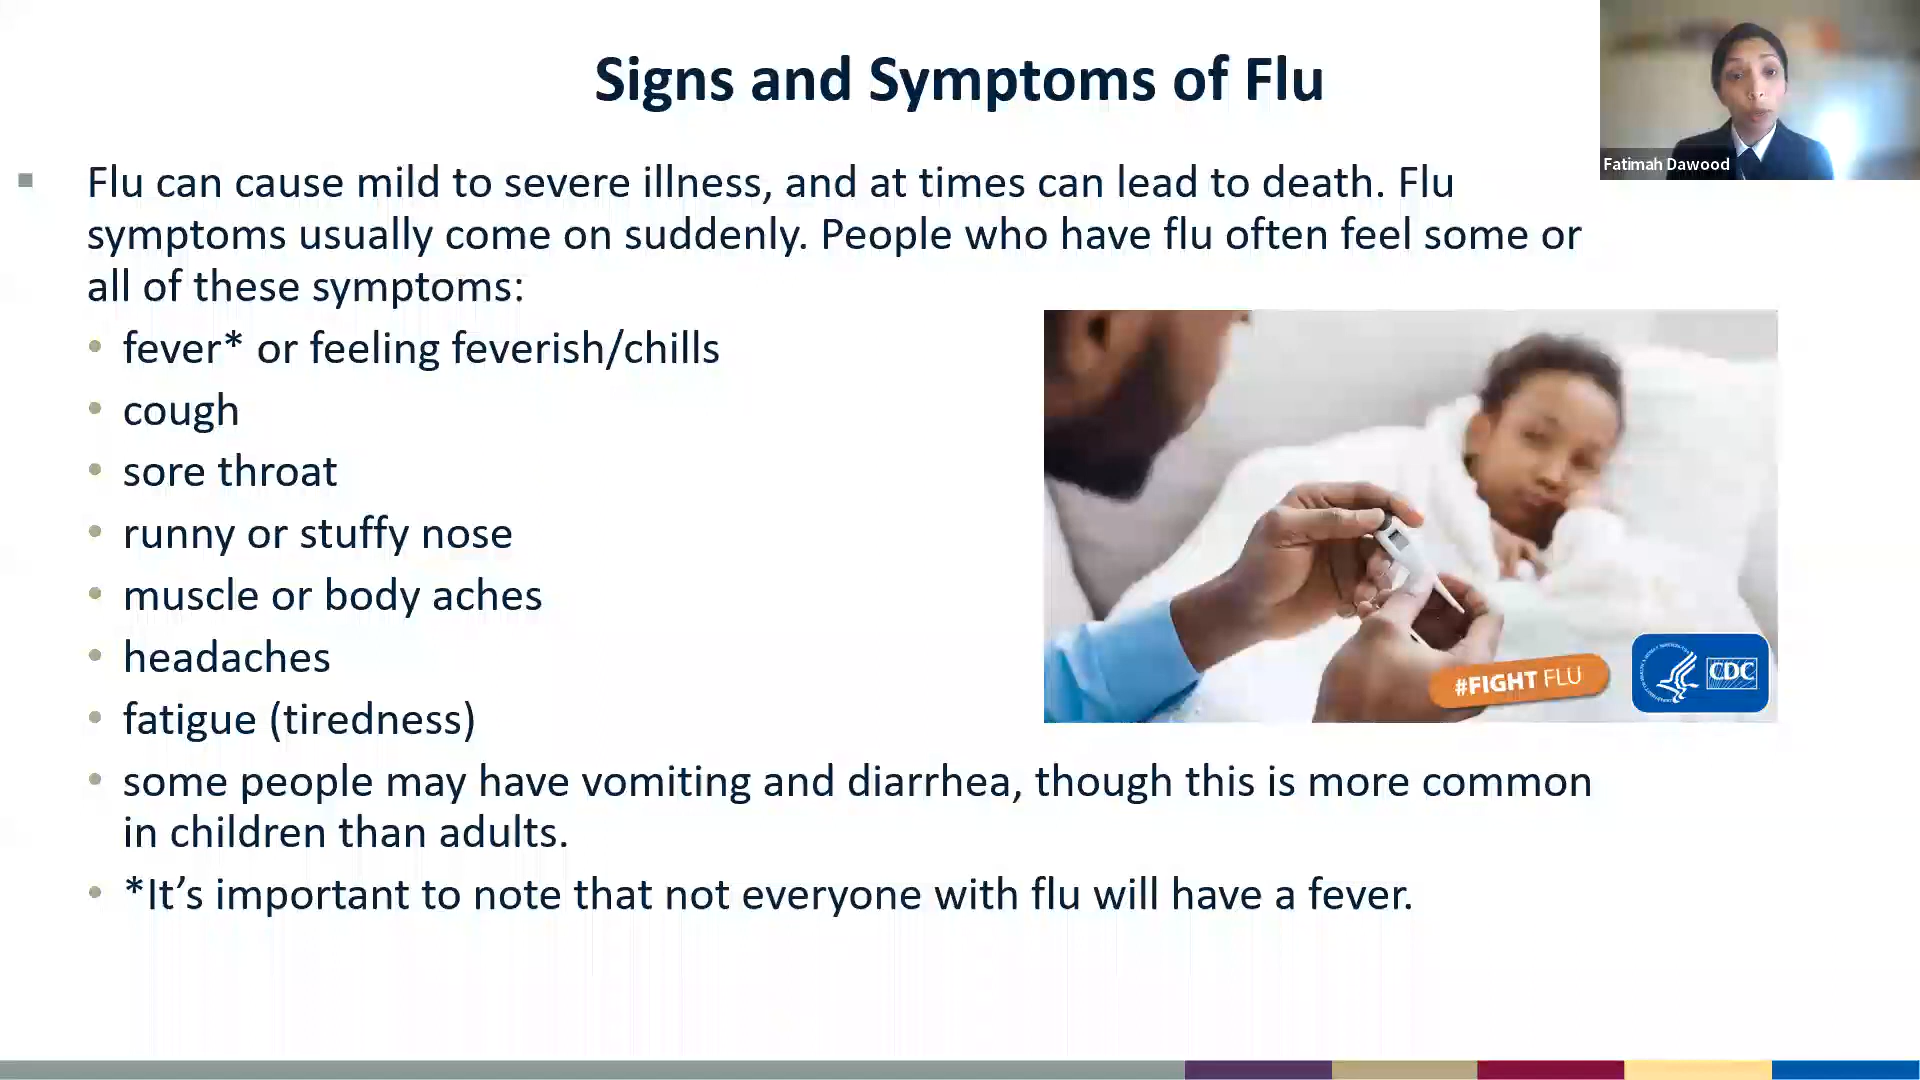 Signs and Symptoms of Flu
Fatimah Dawood
▪ Flu can cause mild to severe illness, and at times can lead to death. Flu
symptoms usually come on suddenly. People who have flu often feel some or
all of these symptoms:
• fever* or feeling feverish/chills
• cough
• sore throat
• runny or stuffy nose
• muscle or body aches
• headaches
• fatigue (tiredness)
#FIGHT FLU
CDC
• some people may have vomiting and diarrhea, though this is more common
in children than adults.
• *It’s important to note that not everyone with flu will have a fever.